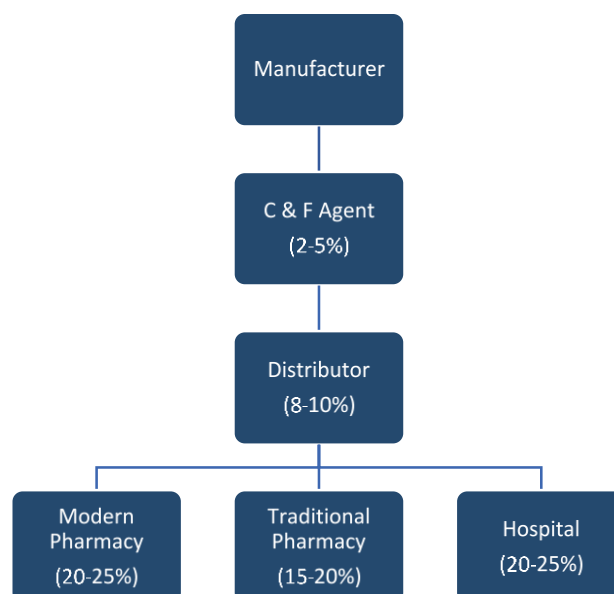 Manufacturer
C & F Agent
(2-5%)
Distributor
(8-10%)
Modern
Pharmacy
(20-25%)
Traditional
Pharmacy
(15-20%)
Hospital
(20-25%)